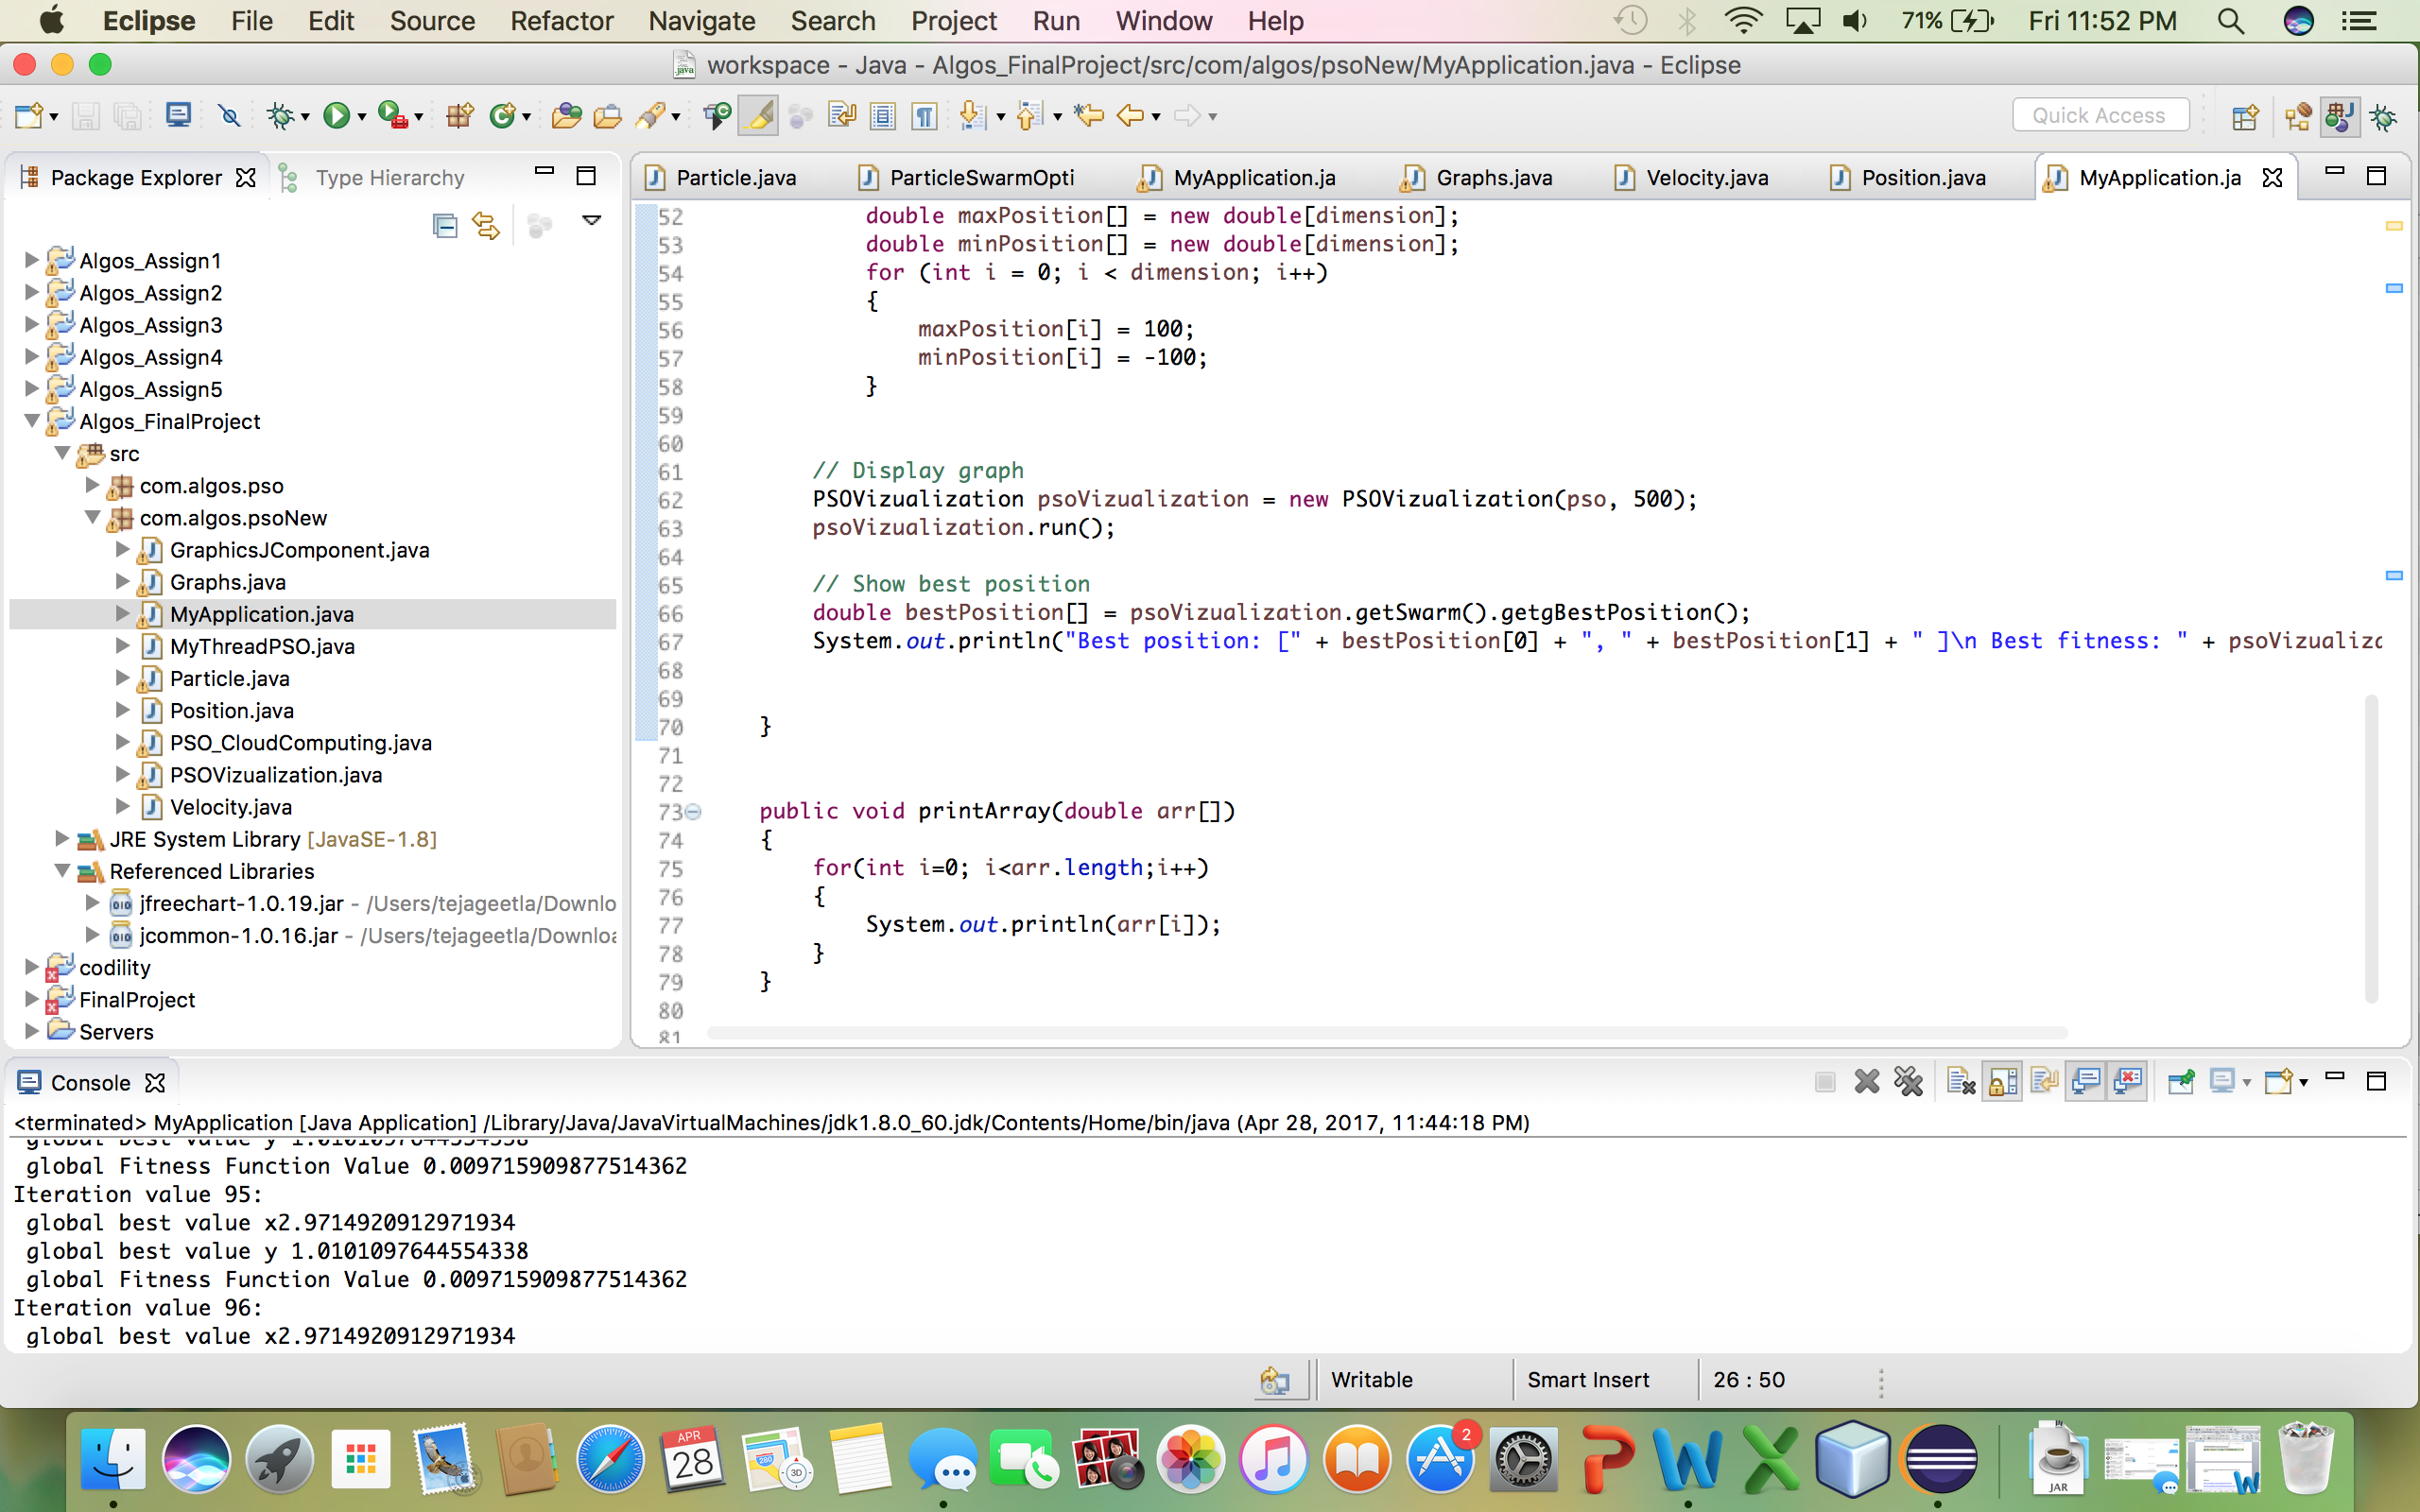 Eclipse File Edit Source Refactor Navigate Search Project Run Window Help 71% Fri 11:52 PM
workspace - Java - Algos_FinalProject/src/com/algos/psoNew/MyApplication.java - Eclipse
Quick Access
Package Explorer Type Hierarchy
Particle.java ParticleSwarmOpti MyApplication.ja Graphs.java Velocity.java Position.java MyApplication.ja
Algos_Assign1
Algos_Assign2
Algos_Assign3
Algos_Assign4
Algos_Assign5
Algos_FinalProject
src
com.algos.pso
com.algos.psoNew
GraphicsJComponent.java
Graphs.java
MyApplication.java
MyThreadPSO.java
Particle.java
Position.java
PSO_CloudComputing.java
PSOVizualization.java
Velocity.java
JRE System Library [JavaSE-1.8]
Referenced Libraries
jfreechart-1.0.19.jar - /Users/tejageetla/Downlo
jcommon-1.0.16.jar - /Users/tejageetla/Downloa
codility
FinalProject
Servers
52 double maxPosition[] = new double[dimension];
53 double minPosition[] = new double[dimension];
54 for (int i = 0; i < dimension; i++)
55 {
56 maxPosition[i] = 100;
57 minPosition[i] = -100;
58 }
59
60
61 // Display graph
62 PSOVizualization psoVizualization = new PSOVizualization(pso, 500);
63 psoVizualization.run();
64
65 // Show best position
66 double bestPosition[] = psoVizualization.getSwarm().getgBestPosition();
67 System.out.println("Best position: [" + bestPosition[0] + ", " + bestPosition[1] + " ]\n Best fitness: " + psoVizualiza
68
69
70 }
71
72
73 public void printArray(double arr[])
74 {
75 for(int i=0; i<arr.length;i++)
76 {
77 System.out.println(arr[i]);
78 }
79 }
80
81
Console
<terminated> MyApplication [Java Application] /Library/Java/JavaVirtualMachines/jdk1.8.0_60.jdk/Contents/Home/bin/java (Apr 28, 2017, 11:44:18 PM)
global best value y 1.0101097644554338
global Fitness Function Value 0.009715909877514362
Iteration value 95:
global best value x2.9714920912971934
global best value y 1.0101097644554338
global Fitness Function Value 0.009715909877514362
Iteration value 96:
global best value x2.9714920912971934
Writable Smart Insert 26 : 50
APR
28
280
3D
2
JAR